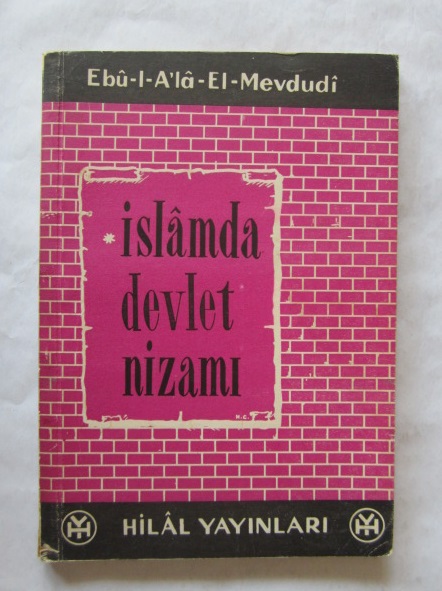 Ebû-l-A'lâ-El-Mevdudî
* islâmda
devlet
nizamı
HİLÂL YAYINLARI